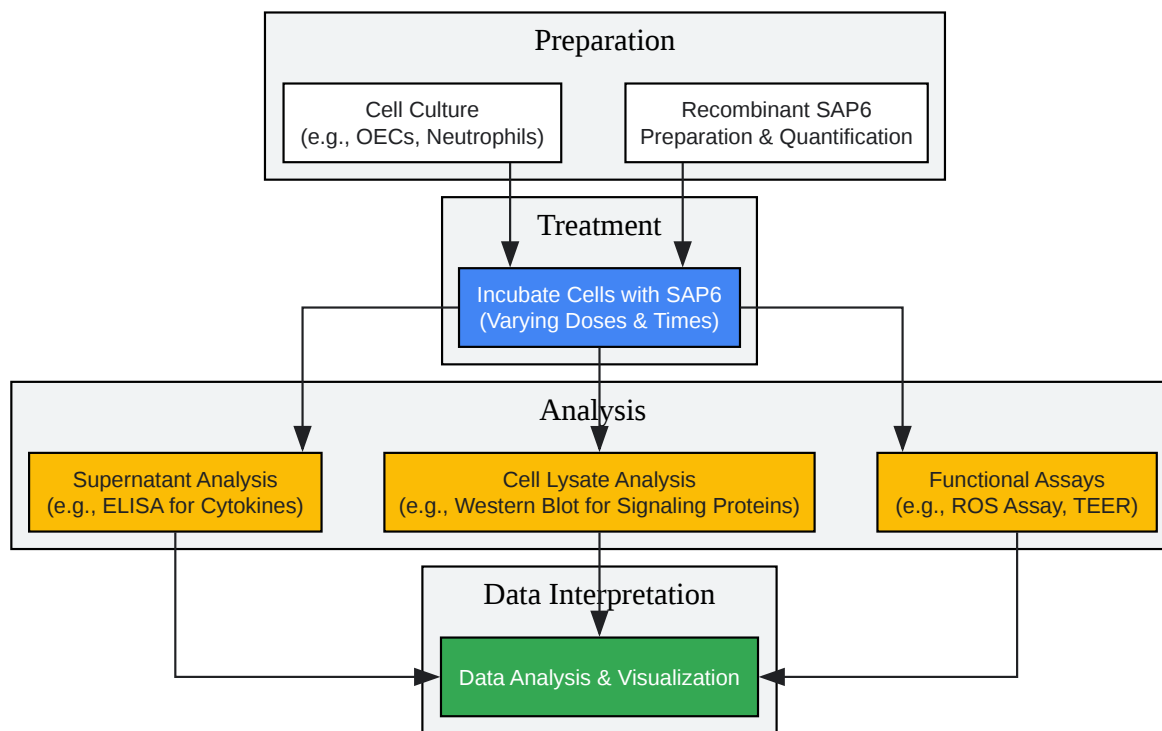 Preparation
Cell Culture
(e.g., OECs, Neutrophils)
Recombinant SAP6
Preparation & Quantification
Treatment
Incubate Cells with SAP6
(Varying Doses & Times)
Analysis
Supernatant Analysis
(e.g., ELISA for Cytokines)
Cell Lysate Analysis
(e.g., Western Blot for Signaling Proteins)
Functional Assays
(e.g., ROS Assay, TEER)
Data Interpretation
Data Analysis & Visualization